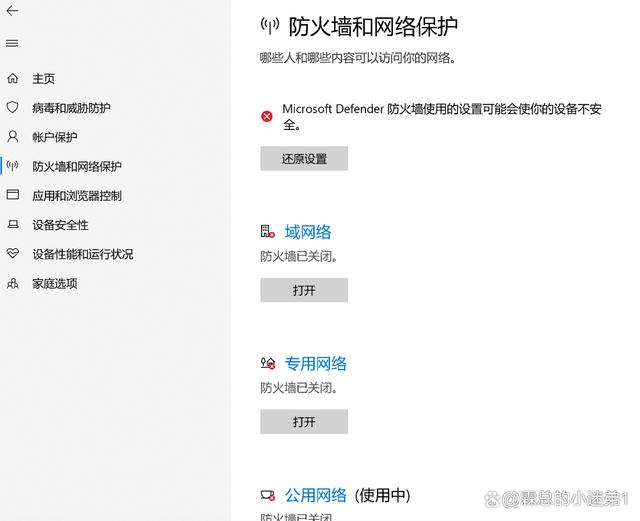 防火墙和网络保护
哪些人和哪些内容可以访问你的网络。
主页
病毒和威胁防护
帐户保护
防火墙和网络保护
应用和浏览器控制
设备安全性
设备性能和运行状况
家庭选项
Microsoft Defender 防火墙使用的设置可能会使你的设备不安
全。
还原设置
域网络
防火墙已关闭。
打开
专用网络
防火墙已关闭。
打开
公用网络 (使用中)
防火墙已关闭。
@霖总的小迷弟1